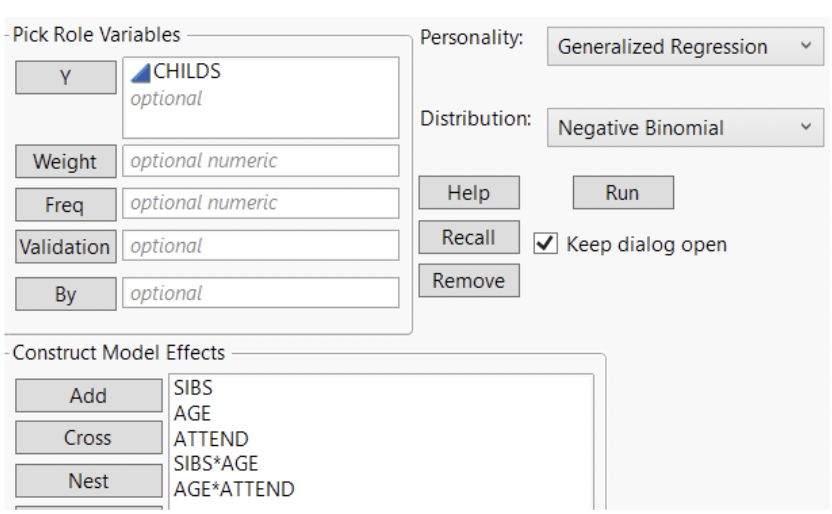 Pick Role Variables
Y
CHILDS
optional
Weight
optional numeric
Freq
optional numeric
Validation
optional
By
optional
Personality:
Generalized Regression
Distribution:
Negative Binomial
Help
Run
Recall
Keep dialog open
Remove
Construct Model Effects
Add
Cross
Nest
SIBS
AGE
ATTEND
SIBS*AGE
AGE*ATTEND